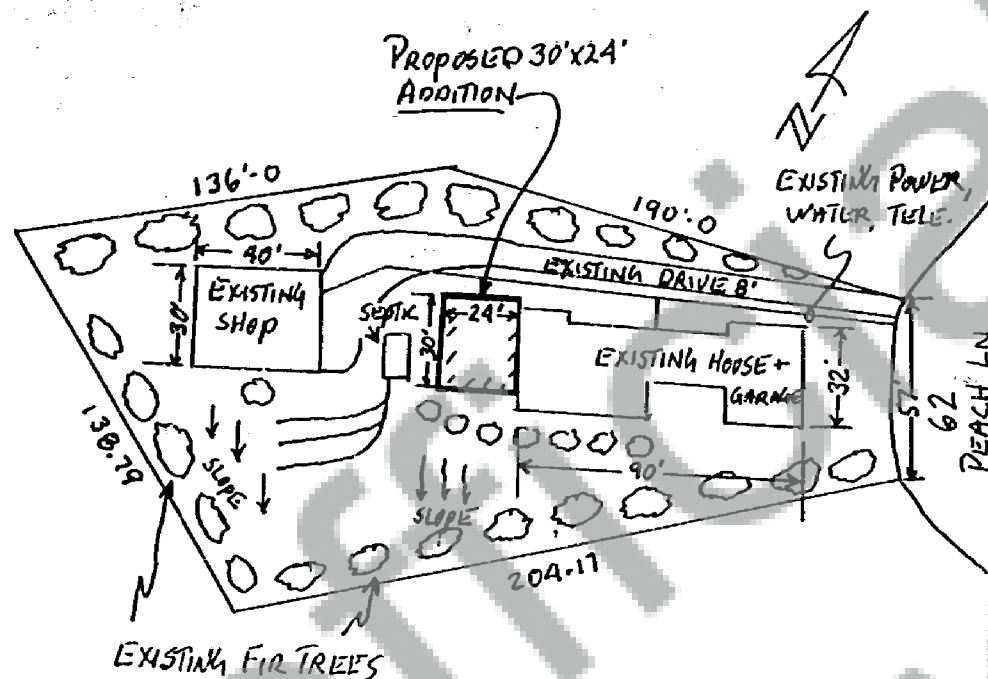 PROPOSED 30'X24'
ADDITION
N
136'-0
190'-0
EXISTING POWER,
WATER, TELE.
40'
EXISTING DRIVE 8'
EXISTING
SHOP
30'
SEPTIC
24'
30'
EXISTING HOUSE +
GARAGE
32'
57'
62
PEACH LN
138.79
SLOPE
SLOPE
90'
204.17
EXISTING FIR TREES